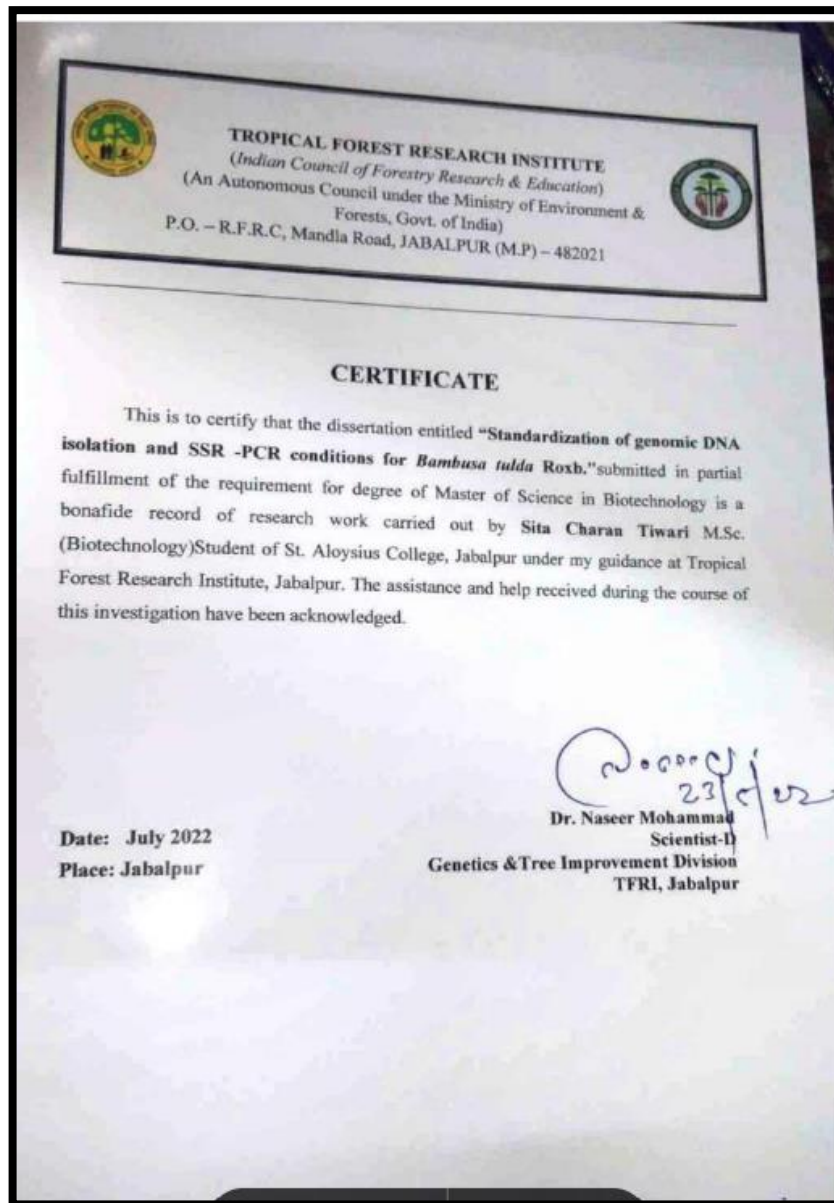 TROPICAL FOREST RESEARCH INSTITUTE
(Indian Council of Forestry Research & Education)
(An Autonomous Council under the Ministry of Environment &
Forests, Govt. of India)
P.O. – R.F.R.C, Mandla Road, JABALPUR (M.P) – 482021
CERTIFICATE
This is to certify that the dissertation entitled “Standardization of genomic DNA
isolation and SSR -PCR conditions for Bambusa tulda Roxb.”submitted in partial
fulfillment of the requirement for degree of Master of Science in Biotechnology is a
bonafide record of research work carried out by Sita Charan Tiwari M.Sc.
(Biotechnology)Student of St. Aloysius College, Jabalpur under my guidance at Tropical
Forest Research Institute, Jabalpur. The assistance and help received during the course of
this investigation have been acknowledged.
Dr. Naseer Mohammad
Scientist-D
Genetics &Tree Improvement Division
TFRI, Jabalpur
Date: July 2022
Place: Jabalpur